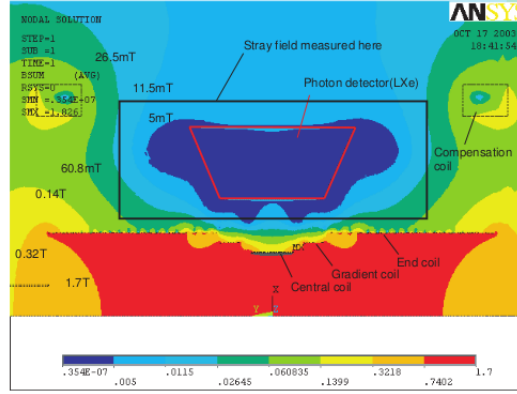 NODAL SOLUTION
ANSYS
STEP=1
SUB =1
TIME=1
BSUM (AVG)
RSYS=0
SMN =.354E-07
SMX =1.826
OCT 17 2003
18:41:54
Stray field measured here
26.5mT
Photon detector(LXe)
11.5mT
5mT
Compensation
coil
60.8mT
0.14T
0.32T
End coil
Gradient coil
Central coil
1.7T
X
Y
Z
.354E-07 .0115 .060835 .3218 1.7
.005 .02645 .1399 .7402